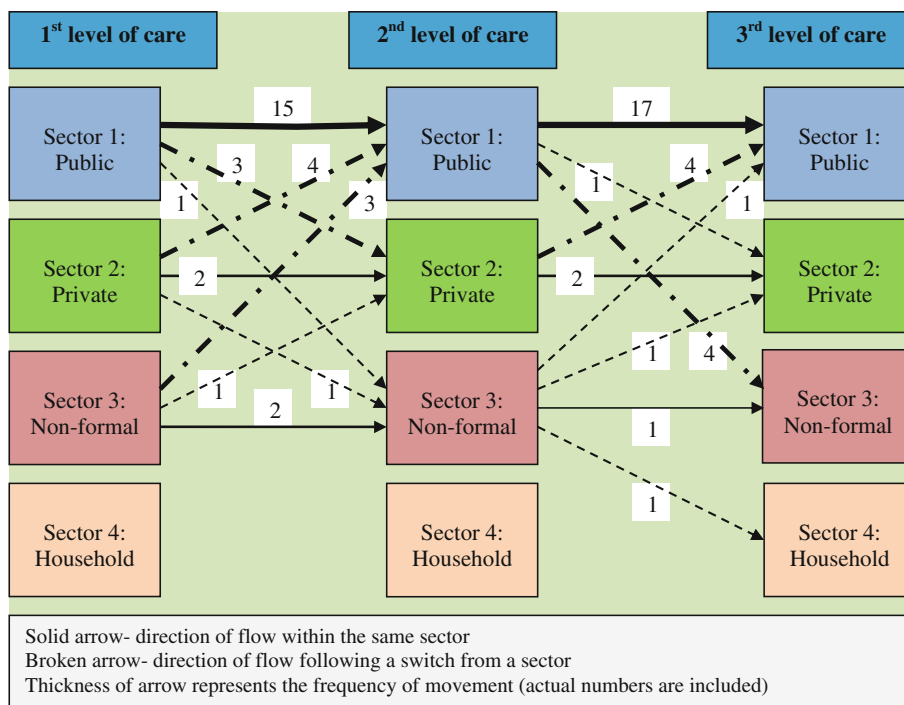 1st level of care
2nd level of care
3rd level of care
15
17
Sector 1:
Public
Sector 1:
Public
Sector 1:
Public
3
4
1
4
1
3
1
Sector 2:
Private
Sector 2:
Private
Sector 2:
Private
2
2
1
4
Sector 3:
Non-formal
Sector 3:
Non-formal
Sector 3:
Non-formal
1
1
2
1
1
Sector 4:
Household
Sector 4:
Household
Sector 4:
Household
Solid arrow- direction of flow within the same sector
Broken arrow- direction of flow following a switch from a sector
Thickness of arrow represents the frequency of movement (actual numbers are included)